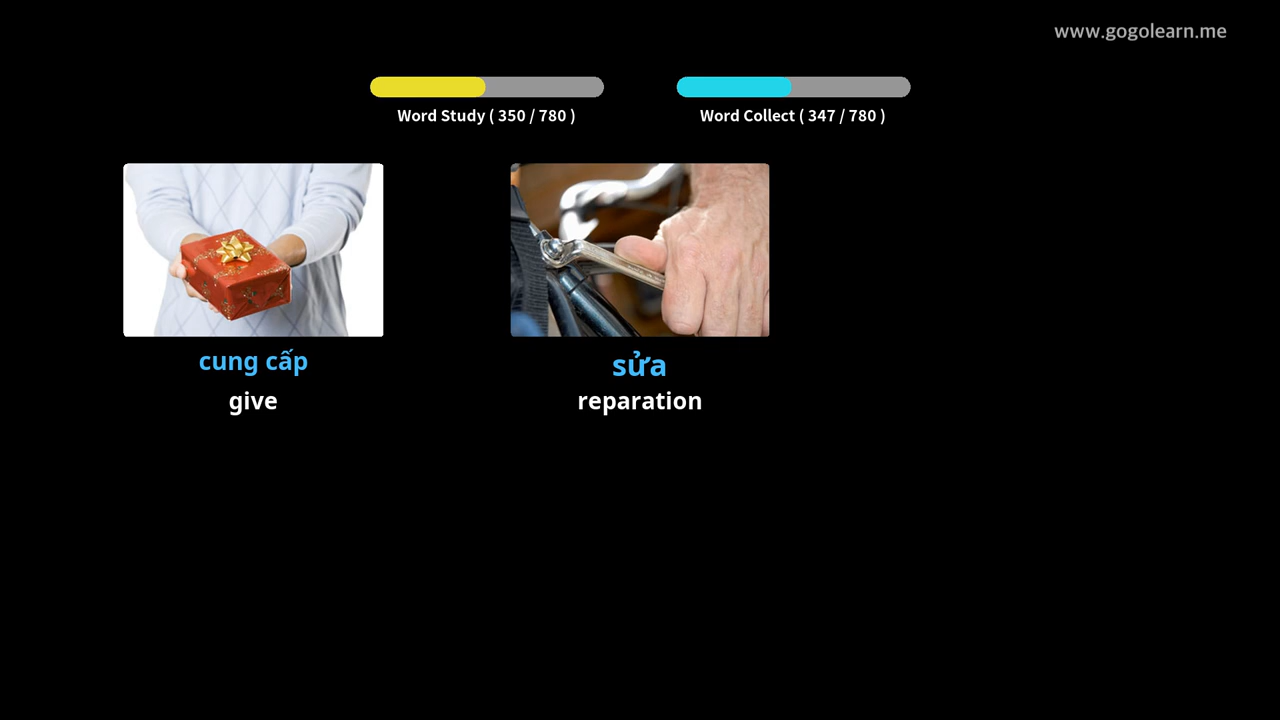 www.gogolearn.me
Word Study ( 350 / 780 )
Word Collect ( 347 / 780 )
cung cấp
give
sửa
reparation